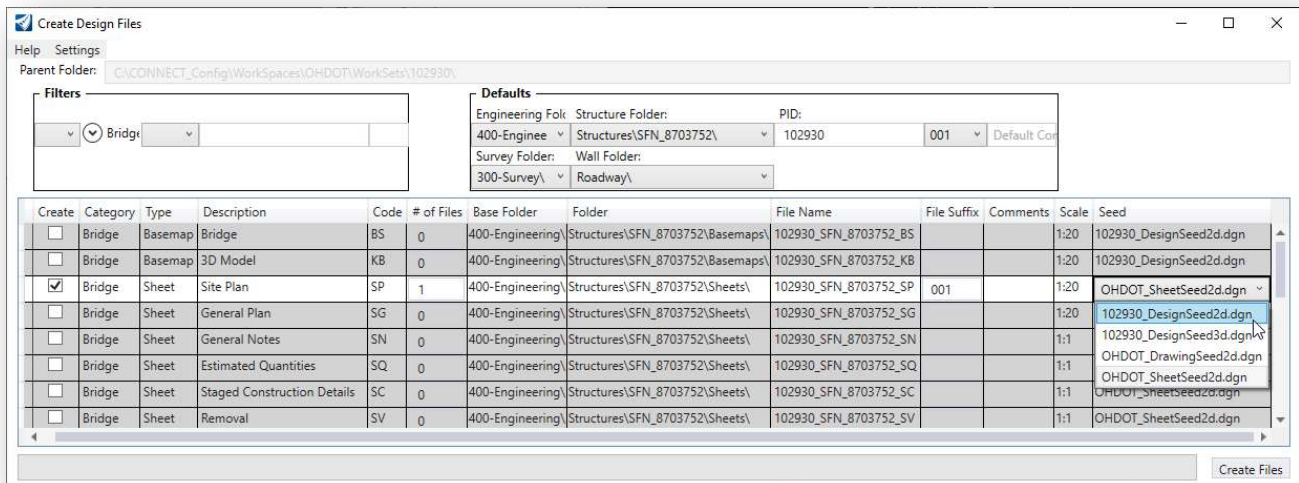 Create Design Files
Help Settings
Parent Folder: C:\CONNECT_Config\WorkSpaces\OHDOT\WorkSets\102930\
Filters
Bridge
Defaults
Engineering Fol Structure Folder: PID:
400-Enginee Structures\SFN_8703752\ 102930 001 Default Cor
Survey Folder: Wall Folder:
300-Survey\ Roadway\
Create Category Type Description Code # of Files Base Folder Folder File Name File Suffix Comments Scale Seed
Bridge Basemap Bridge BS 0 400-Engineering\ Structures\SFN_8703752\Basemaps\ 102930_SFN_8703752_BS 1:20 102930_DesignSeed2d.dgn
Bridge Basemap 3D Model KB 0 400-Engineering\ Structures\SFN_8703752\Basemaps\ 102930_SFN_8703752_KB 1:20 102930_DesignSeed2d.dgn
Bridge Sheet Site Plan SP 1 400-Engineering\ Structures\SFN_8703752\Sheets\ 102930_SFN_8703752_SP 001 1:20 OHDOT_SheetSeed2d.dgn
Bridge Sheet General Plan SG 0 400-Engineering\ Structures\SFN_8703752\Sheets\ 102930_SFN_8703752_SG 1:20 102930_DesignSeed2d.dgn
Bridge Sheet General Notes SN 0 400-Engineering\ Structures\SFN_8703752\Sheets\ 102930_SFN_8703752_SN 1:1 102930_DesignSeed3d.dgn
Bridge Sheet Estimated Quantities SQ 0 400-Engineering\ Structures\SFN_8703752\Sheets\ 102930_SFN_8703752_SQ 1:1 OHDOT_DrawingSeed2d.dgn
OHDOT_SheetSeed2d.dgn
Bridge Sheet Staged Construction Details SC 0 400-Engineering\ Structures\SFN_8703752\Sheets\ 102930_SFN_8703752_SC 1:1 OHDOT_SheetSeed2d.dgn
Bridge Sheet Removal SV 0 400-Engineering\ Structures\SFN_8703752\Sheets\ 102930_SFN_8703752_SV 1:1 OHDOT_SheetSeed2d.dgn
Create Files